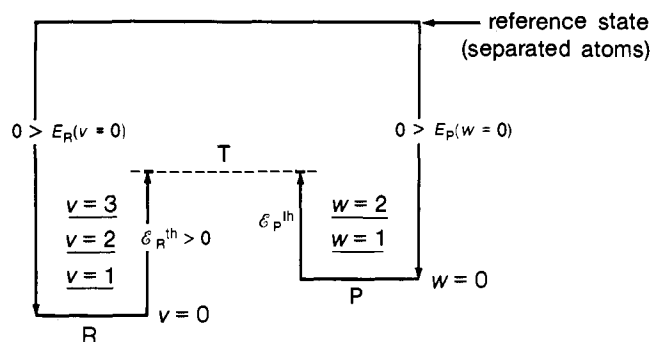 reference state
(separated atoms)
0 > E_R(v = 0)
0 > E_P(w = 0)
T
v = 3
v = 2
v = 1
ℰ_R^th > 0
ℰ_P^th
w = 2
w = 1
w = 0
P
v = 0
R